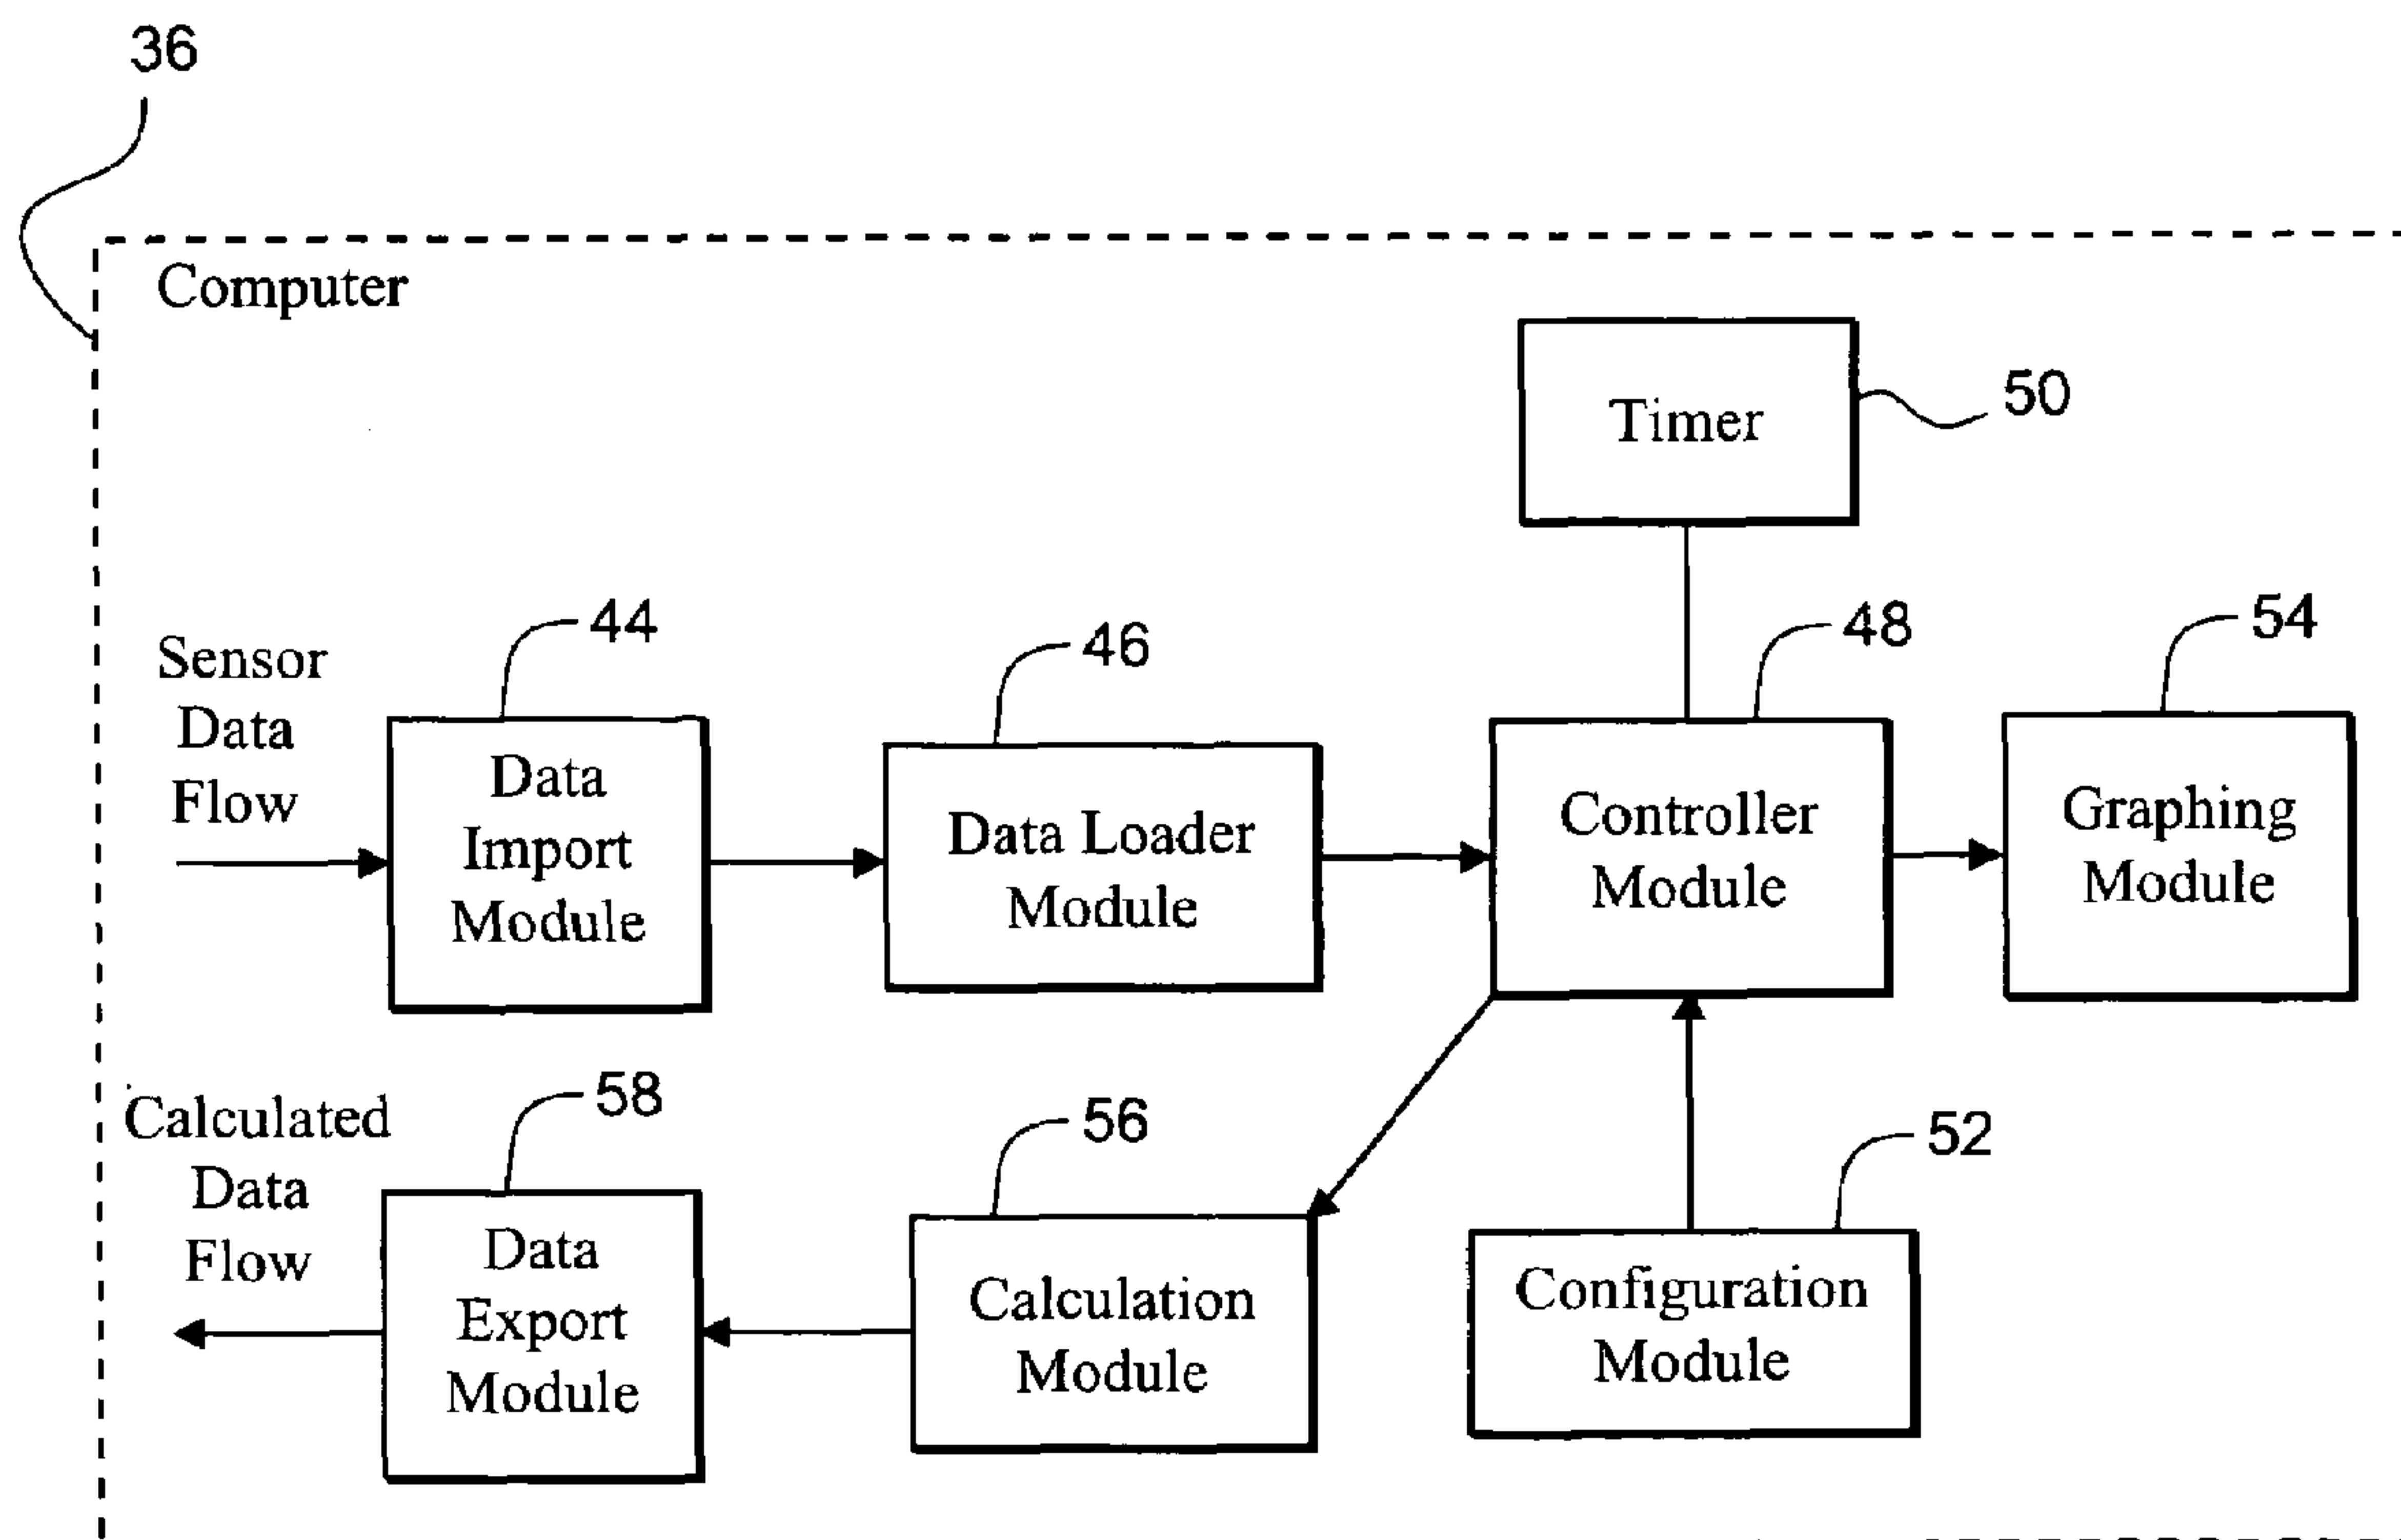 36
Computer
Timer
50
Sensor
Data
Flow
44
Data
Import
Module
46
Data Loader
Module
48
Controller
Module
54
Graphing
Module
Calculated
Data
Flow
58
Data
Export
Module
56
Calculation
Module
52
Configuration
Module